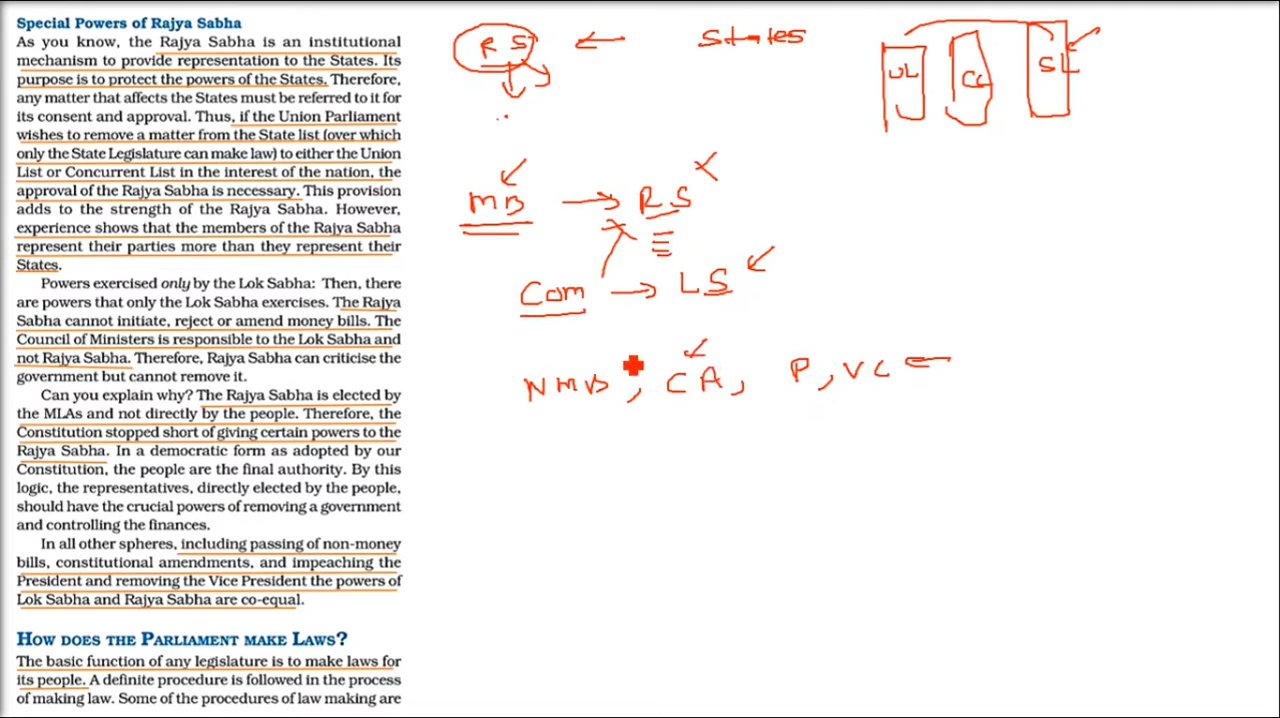 Special Powers of Rajya Sabha
As you know, the Rajya Sabha is an institutional
mechanism to provide representation to the States. Its
purpose is to protect the powers of the States. Therefore,
any matter that affects the States must be referred to it for
its consent and approval. Thus, if the Union Parliament
wishes to remove a matter from the State list (over which
only the State Legislature can make law) to either the Union
List or Concurrent List in the interest of the nation, the
approval of the Rajya Sabha is necessary. This provision
adds to the strength of the Rajya Sabha. However,
experience shows that the members of the Rajya Sabha
represent their parties more than they represent their
States.
Powers exercised only by the Lok Sabha: Then, there
are powers that only the Lok Sabha exercises. The Rajya
Sabha cannot initiate, reject or amend money bills. The
Council of Ministers is responsible to the Lok Sabha and
not Rajya Sabha. Therefore, Rajya Sabha can criticise the
government but cannot remove it.
Can you explain why? The Rajya Sabha is elected by
the MLAs and not directly by the people. Therefore, the
Constitution stopped short of giving certain powers to the
Rajya Sabha. In a democratic form as adopted by our
Constitution, the people are the final authority. By this
logic, the representatives, directly elected by the people,
should have the crucial powers of removing a government
and controlling the finances.
In all other spheres, including passing of non-money
bills, constitutional amendments, and impeaching the
President and removing the Vice President the powers of
Lok Sabha and Rajya Sabha are co-equal.
How does the Parliament make Laws?
The basic function of any legislature is to make laws for
its people. A definite procedure is followed in the process
of making law. Some of the procedures of law making are
RS ← States
UL CL SL
MB → RS
Com → LS
NMB, CA, P, VC ←